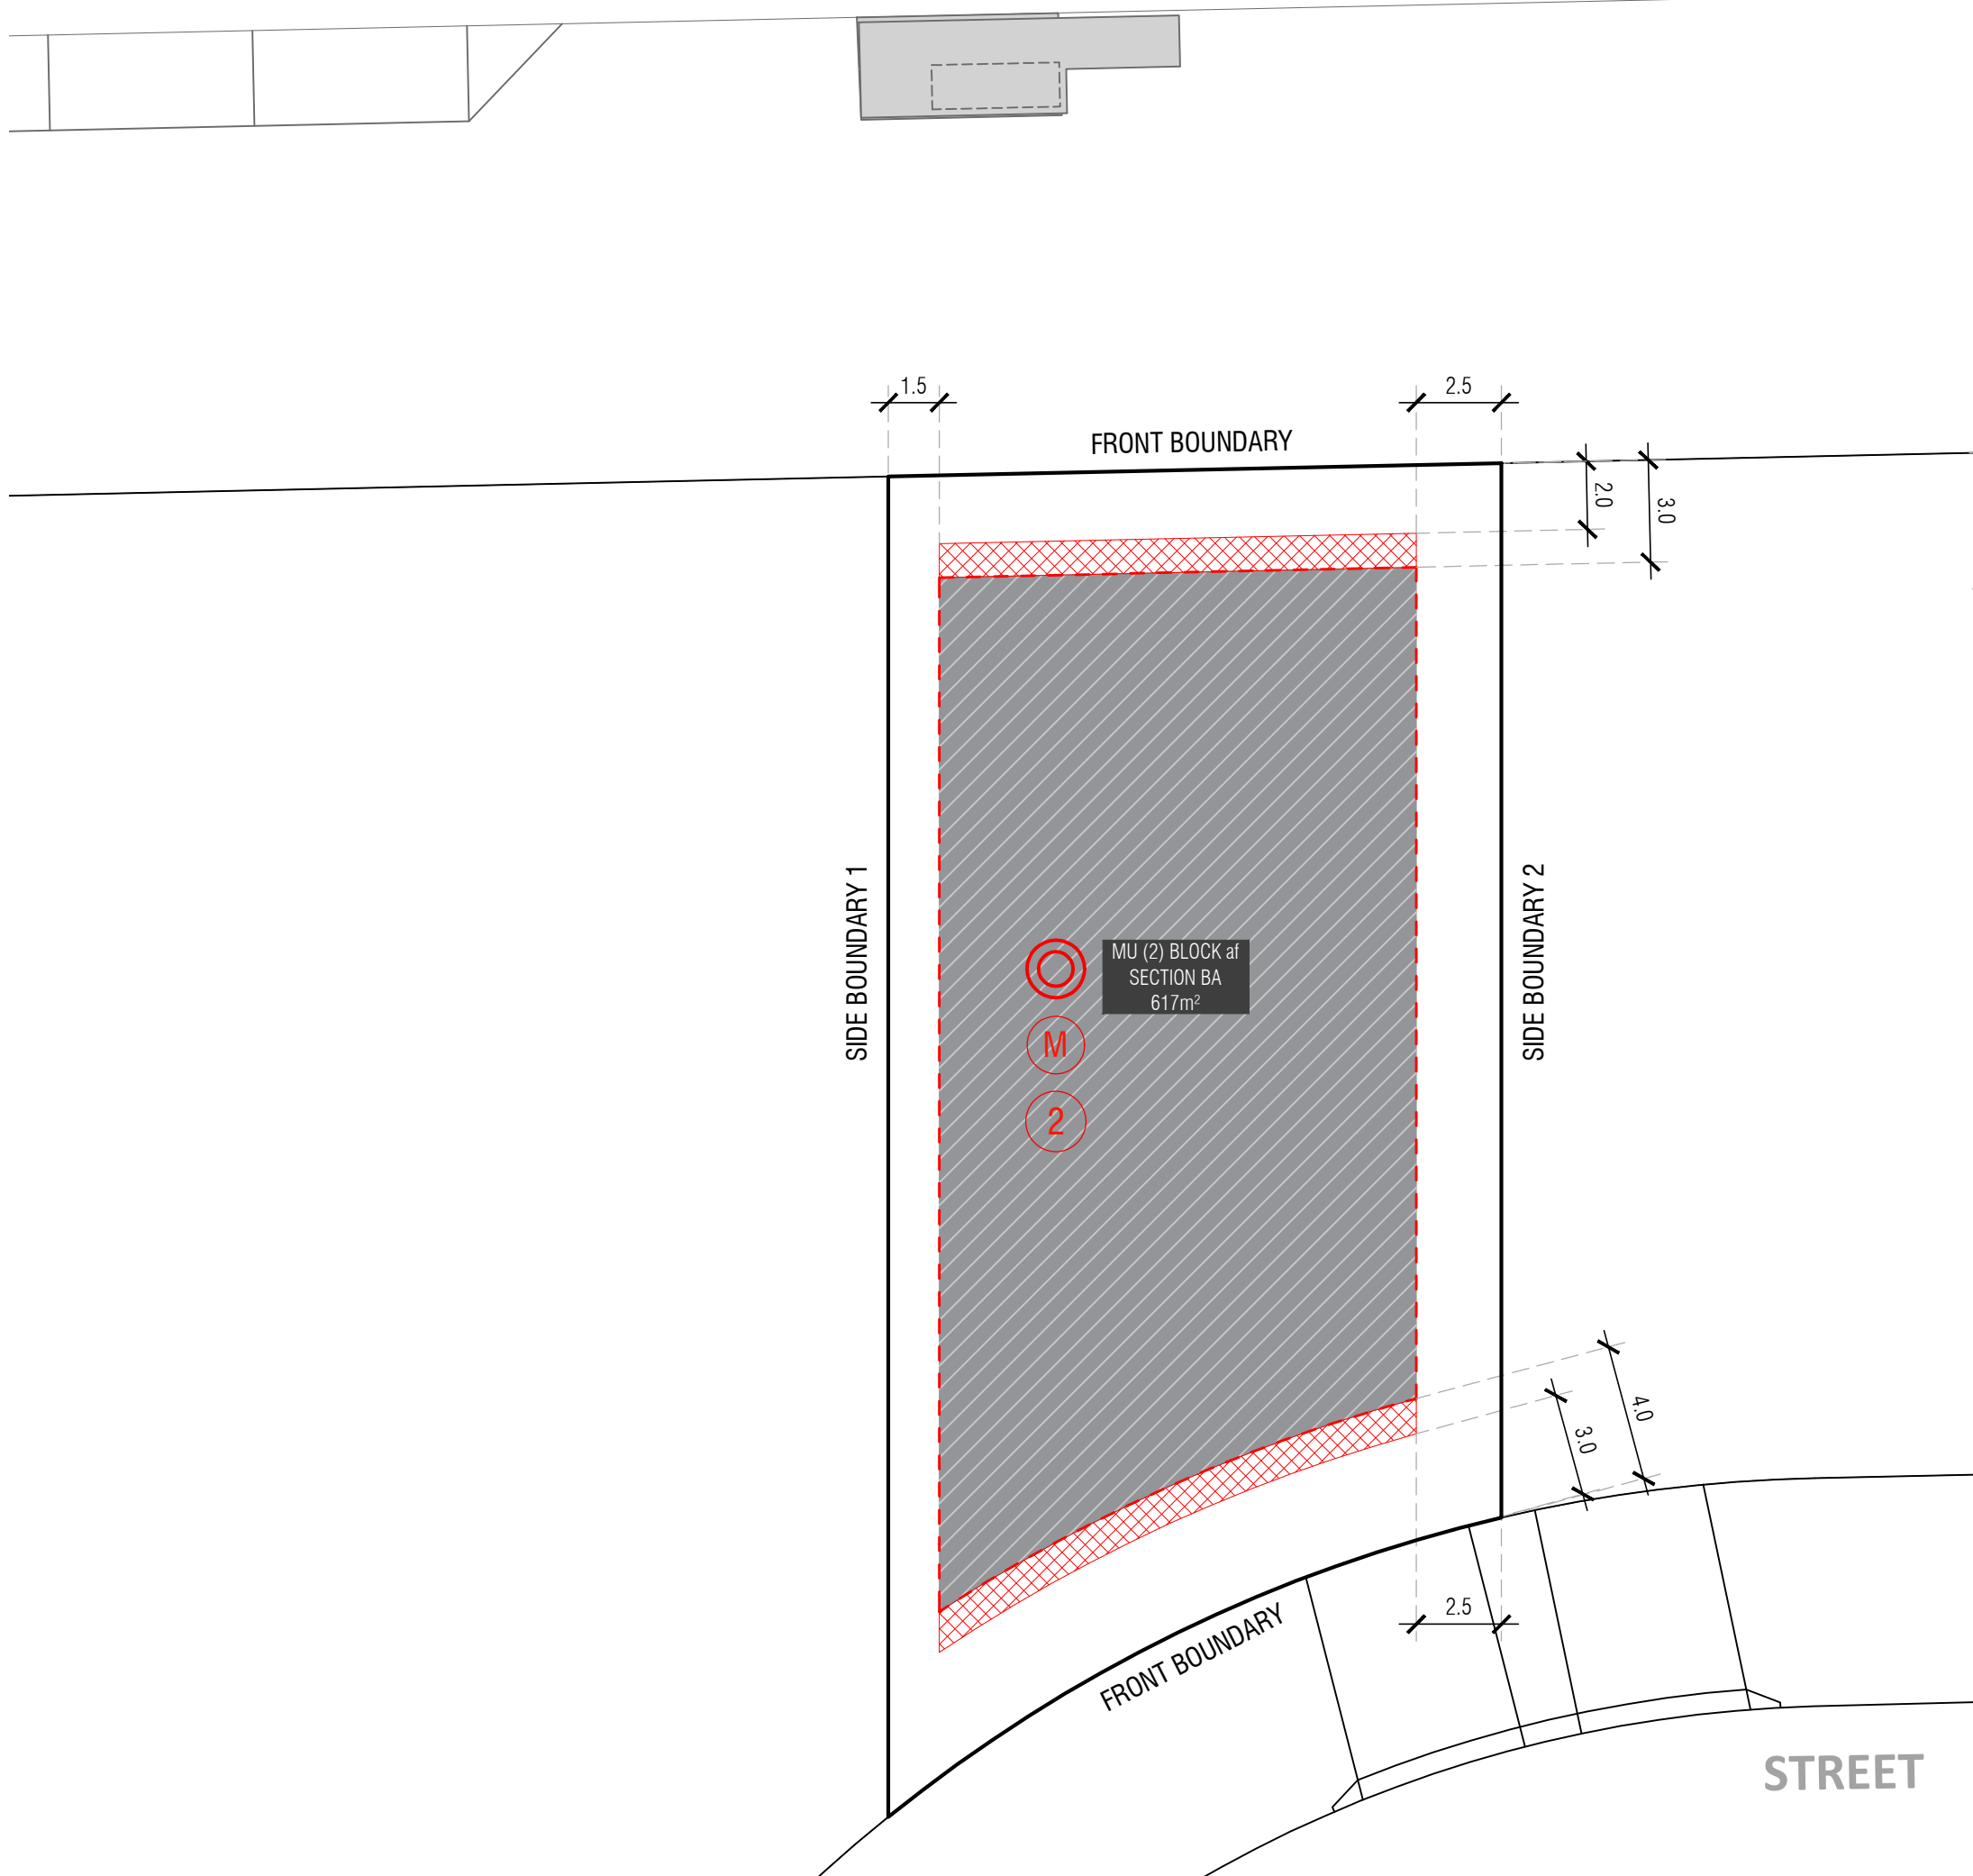 1.5
2.5
FRONT BOUNDARY
2.0
3.0
SIDE BOUNDARY 1
SIDE BOUNDARY 2
MU (2) BLOCK af
SECTION BA
617m²
M
2
4.0
3.0
2.5
FRONT BOUNDARY
STREET